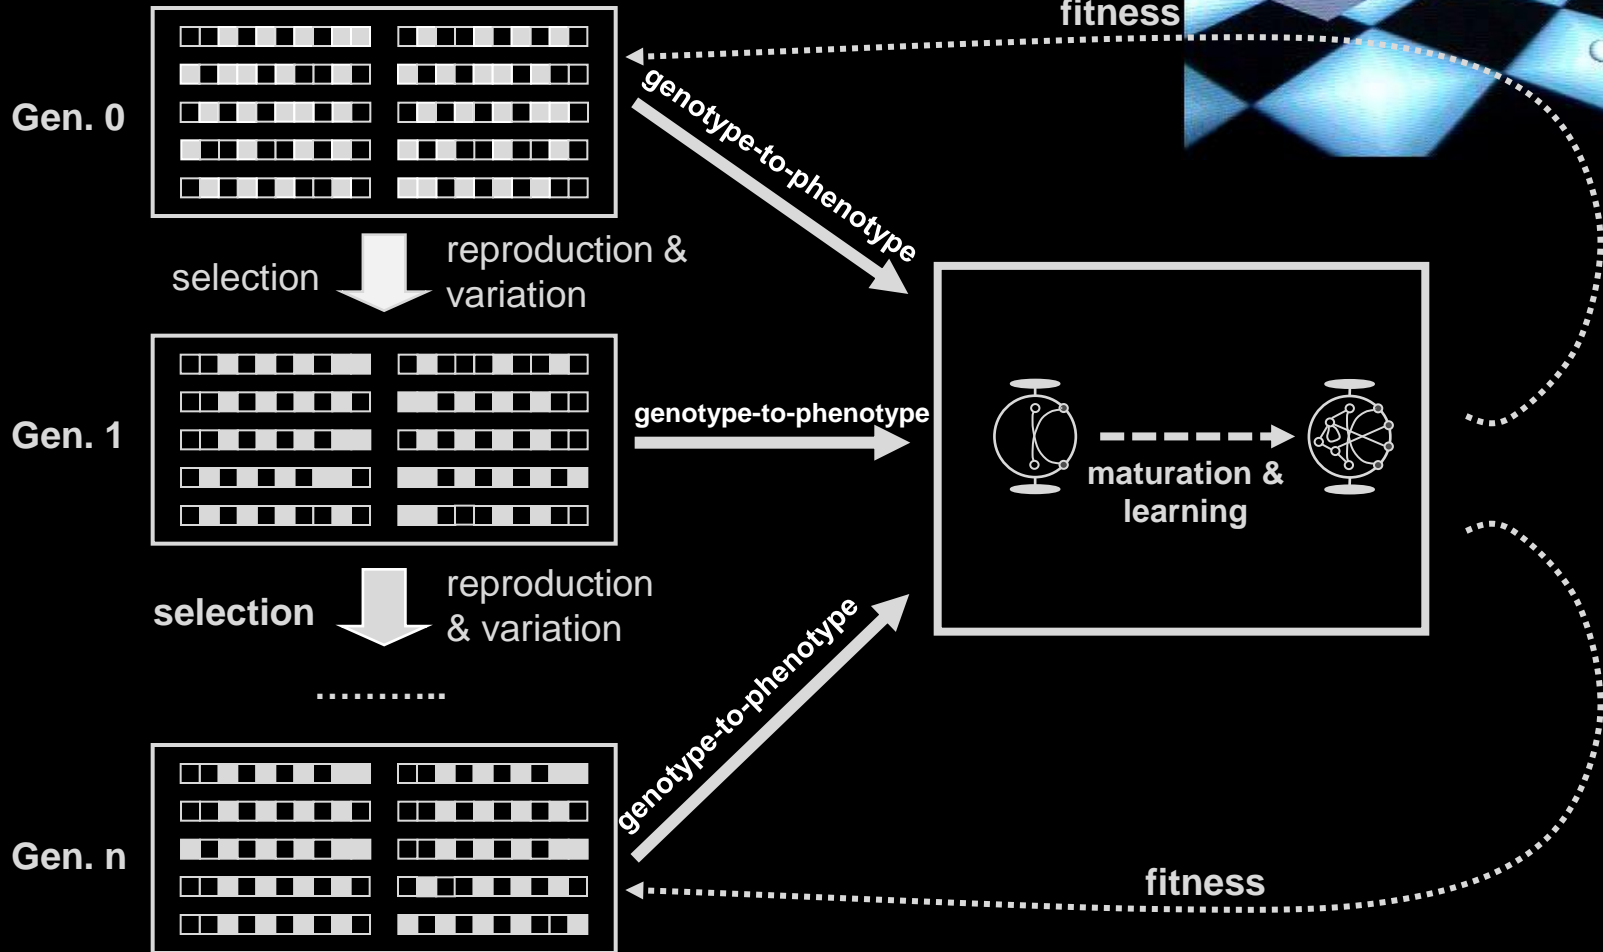 fitness
Gen. 0
genotype-to-phenotype
selection
reproduction &
variation
Gen. 1
genotype-to-phenotype
maturation &
learning
selection
reproduction
& variation
...........
genotype-to-phenotype
Gen. n
fitness